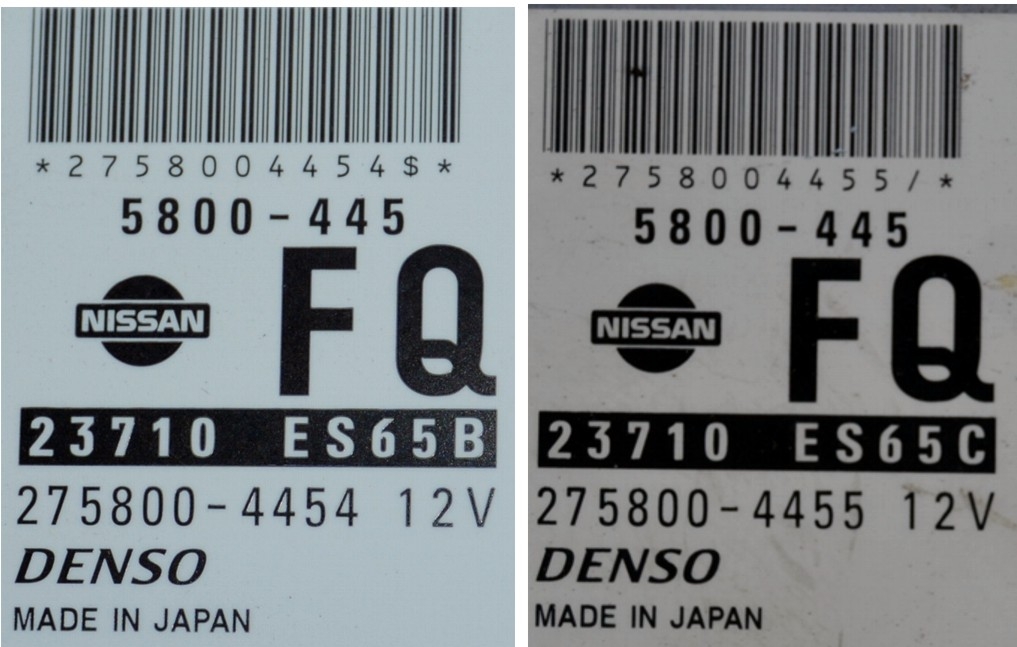 *2758004454$*
5800-445
FQ
NISSAN
23710 ES65B
275800-4454 12V
DENSO
MADE IN JAPAN
*2758004455/*
5800-445
FQ
NISSAN
23710 ES65C
275800-4455 12V
DENSO
MADE IN JAPAN